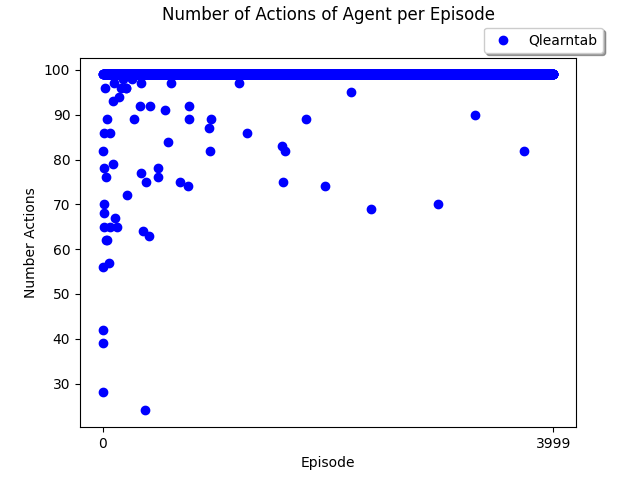 Number of Actions of Agent per Episode
Qlearntab
100
90
80
70
60
50
40
30
Number Actions
0
3999
Episode